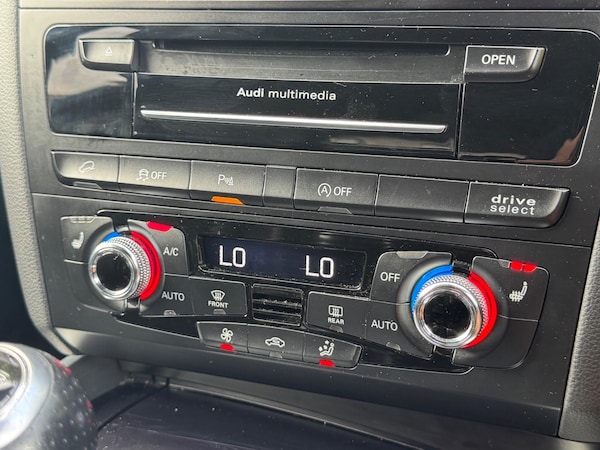 OPEN
Audi multimedia
OFF
P
A OFF
drive
select
A/C
LO LO
OFF
AUTO
FRONT
REAR
AUTO